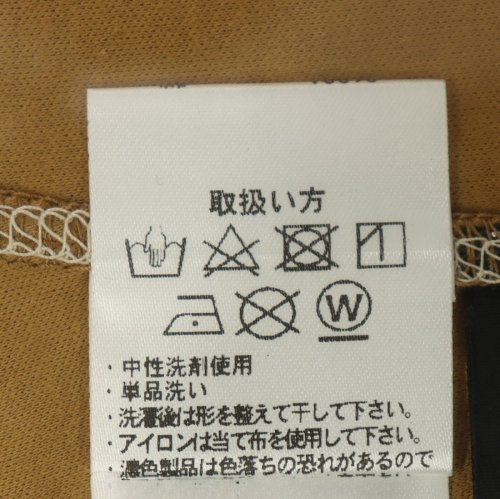 取扱い方
W
・中性洗剤使用
・単品洗い
・洗濯後は形を整えて干して下さい。
・アイロンは当て布を使用して下さい。
・濃色製品は色落ちの恐れがあるので